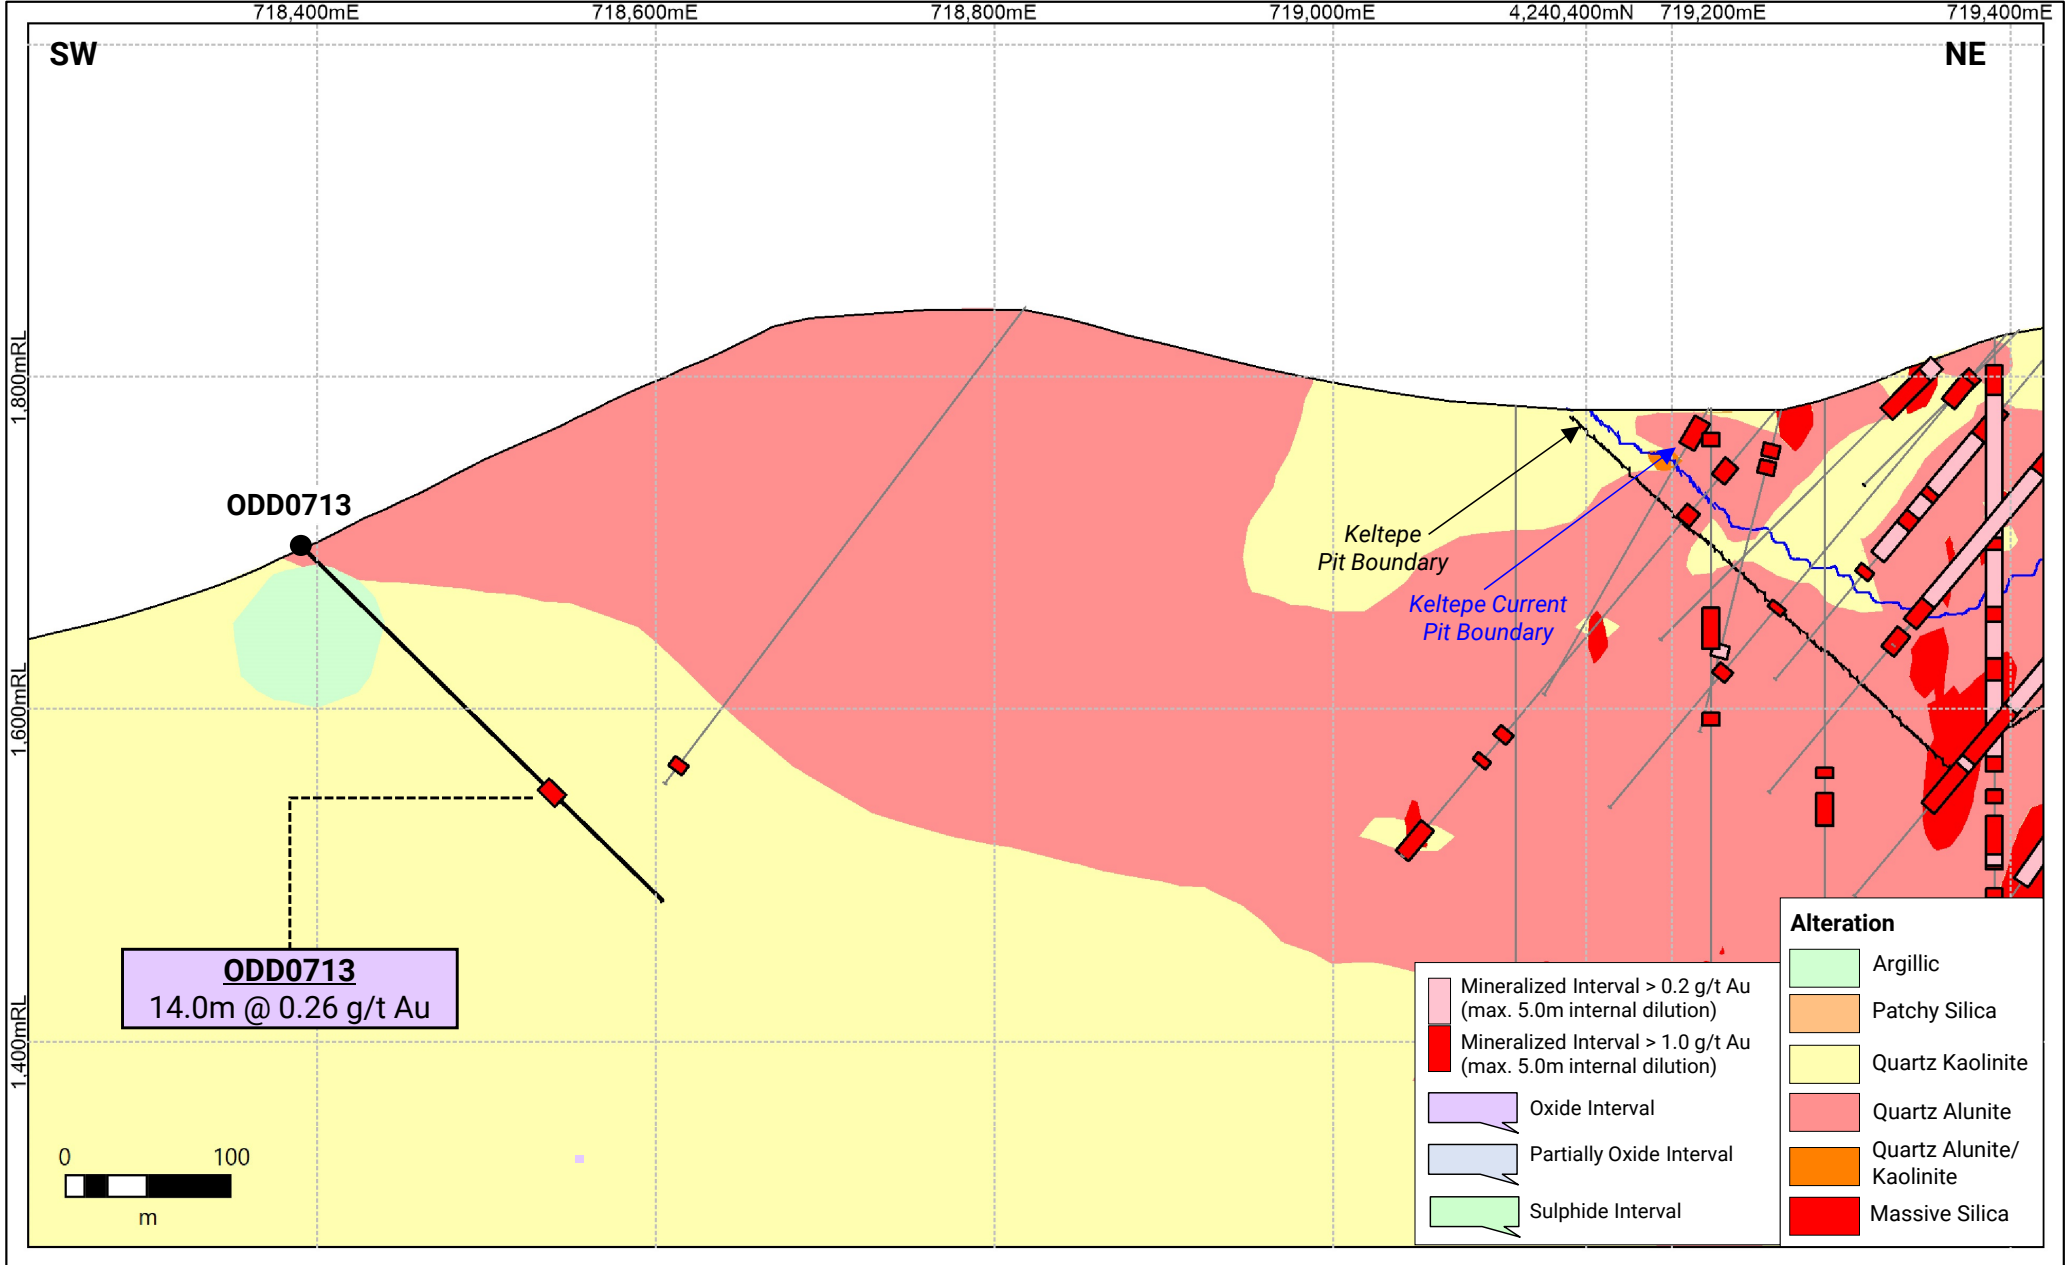 718,400mE
718,600mE
718,800mE
719,000mE
4,240,400mN
719,200mE
719,400mE
SW
NE
1.800mRL
1.600mRL
1.400mRL
ODD0713
Keltepe
Pit Boundary
Keltepe Current
Pit Boundary
ODD0713
14.0m @ 0.26 g/t Au
0
100
m
Mineralized Interval > 0.2 g/t Au
(max. 5.0m internal dilution)
Mineralized Interval > 1.0 g/t Au
(max. 5.0m internal dilution)
Oxide Interval
Partially Oxide Interval
Sulphide Interval
Alteration
Argillic
Patchy Silica
Quartz Kaolinite
Quartz Alunite
Quartz Alunite/
Kaolinite
Massive Silica